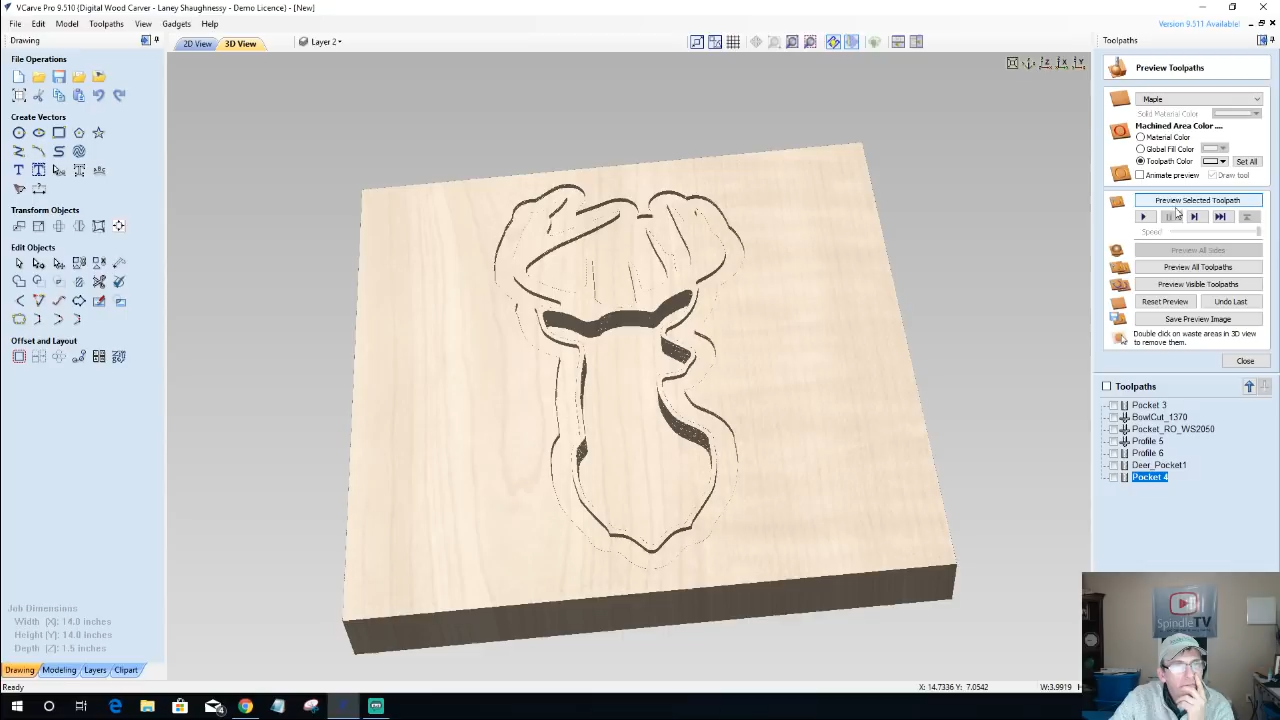 VCarve Pro 9.510 {Digital Wood Carver - Laney Shaughnessy - Demo Licence} - [New]
File Edit Model Toolpaths View Gadgets Help
Version 9.511 Available!
Drawing
2D View 3D View Layer 2
Toolpaths
File Operations
Create Vectors
Transform Objects
Edit Objects
Offset and Layout
Job Dimensions
Width (X): 14.0 inches
Height (Y): 14.0 inches
Depth (Z): 1.5 inches
Drawing Modeling Layers Clipart
Ready
X: 14.7336 Y: 7.0542
W:3.9919 H
Preview Toolpaths
Maple
Solid Material Color
Machined Area Color ....
Material Color
Global Fill Color
Toolpath Color Set All
Animate preview Draw tool
Preview Selected Toolpath
Speed
Preview All Sides
Preview All Toolpaths
Preview Visible Toolpaths
Reset Preview Undo Last
Save Preview Image
Double click on waste areas in 3D view
to remove them.
Close
Toolpaths
Pocket 3
BowlCut_1370
Pocket_RO_WS2050
Profile 5
Profile 6
Deer_Pocket1
Pocket 4
SpindleTV